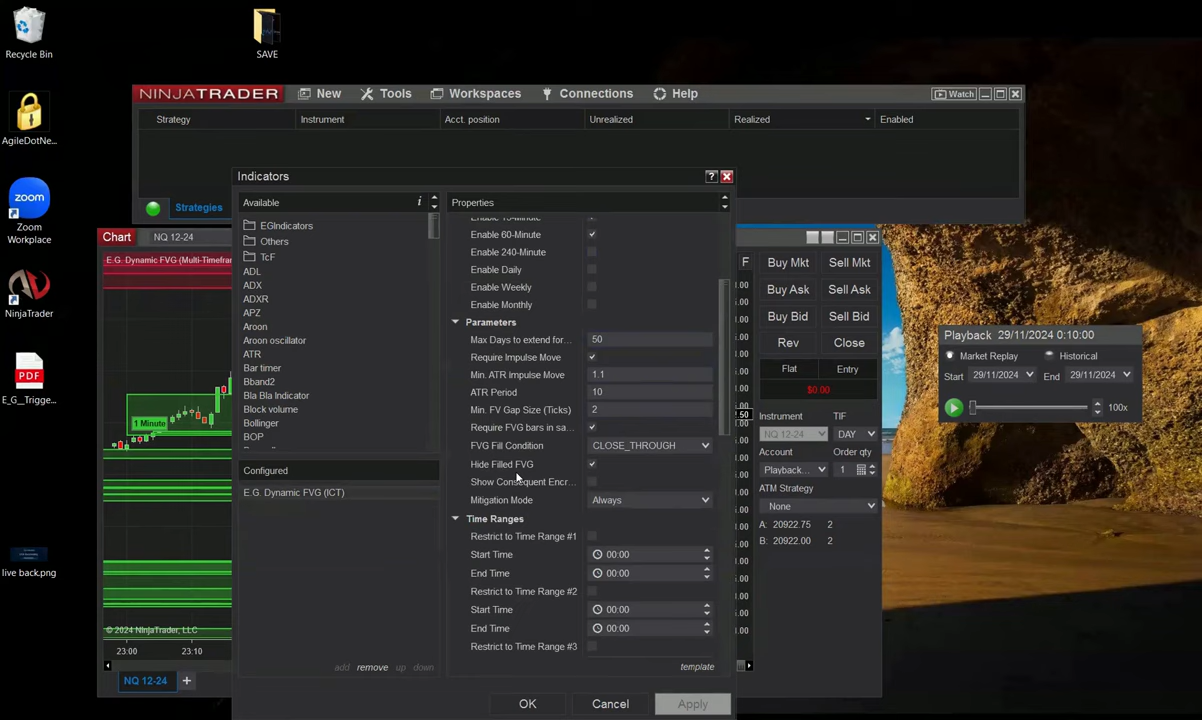 Recycle Bin
SAVE
AgileDotNe...
Zoom
Workplace
NinjaTrader
E_G__Trigge...
live back.png
NINJATRADER New Tools Workspaces Connections Help Watch
Strategy Instrument Acct. position Unrealized Realized Enabled
Strategies
Chart NQ 12-24
E.G. Dynamic FVG (Multi-Timefram
1 Minute
© 2024 NinjaTrader, LLC
23:00 23:10
NQ 12-24 +
Indicators
Available i
EGIndicators
Others
TcF
ADL
ADX
ADXR
APZ
Aroon
Aroon oscillator
ATR
Bar timer
Bband2
Bla Bla Indicator
Block volume
Bollinger
BOP
Configured
E.G. Dynamic FVG (ICT)
add remove up down
Properties
Enable 15-Minute
Enable 60-Minute
Enable 240-Minute
Enable Daily
Enable Weekly
Enable Monthly
Parameters
Max Days to extend for... 50
Require Impulse Move
Min. ATR Impulse Move 1.1
ATR Period 10
Min. FV Gap Size (Ticks) 2
Require FVG bars in sa...
FVG Fill Condition CLOSE_THROUGH
Hide Filled FVG
Show Consequent Encr...
Mitigation Mode Always
Time Ranges
Restrict to Time Range #1
Start Time 00:00
End Time 00:00
Restrict to Time Range #2
Start Time 00:00
End Time 00:00
Restrict to Time Range #3
template
OK Cancel Apply
F
Buy Mkt Sell Mkt
Buy Ask Sell Ask
Buy Bid Sell Bid
Rev Close
Flat Entry
$0.00
Instrument TIF
NQ 12-24 DAY
Account Order qty
Playback... 1
ATM Strategy
None
A: 20922.75 2
B: 20922.00 2
Playback 29/11/2024 0:10:00
Market Replay Historical
Start 29/11/2024 End 29/11/2024
100x